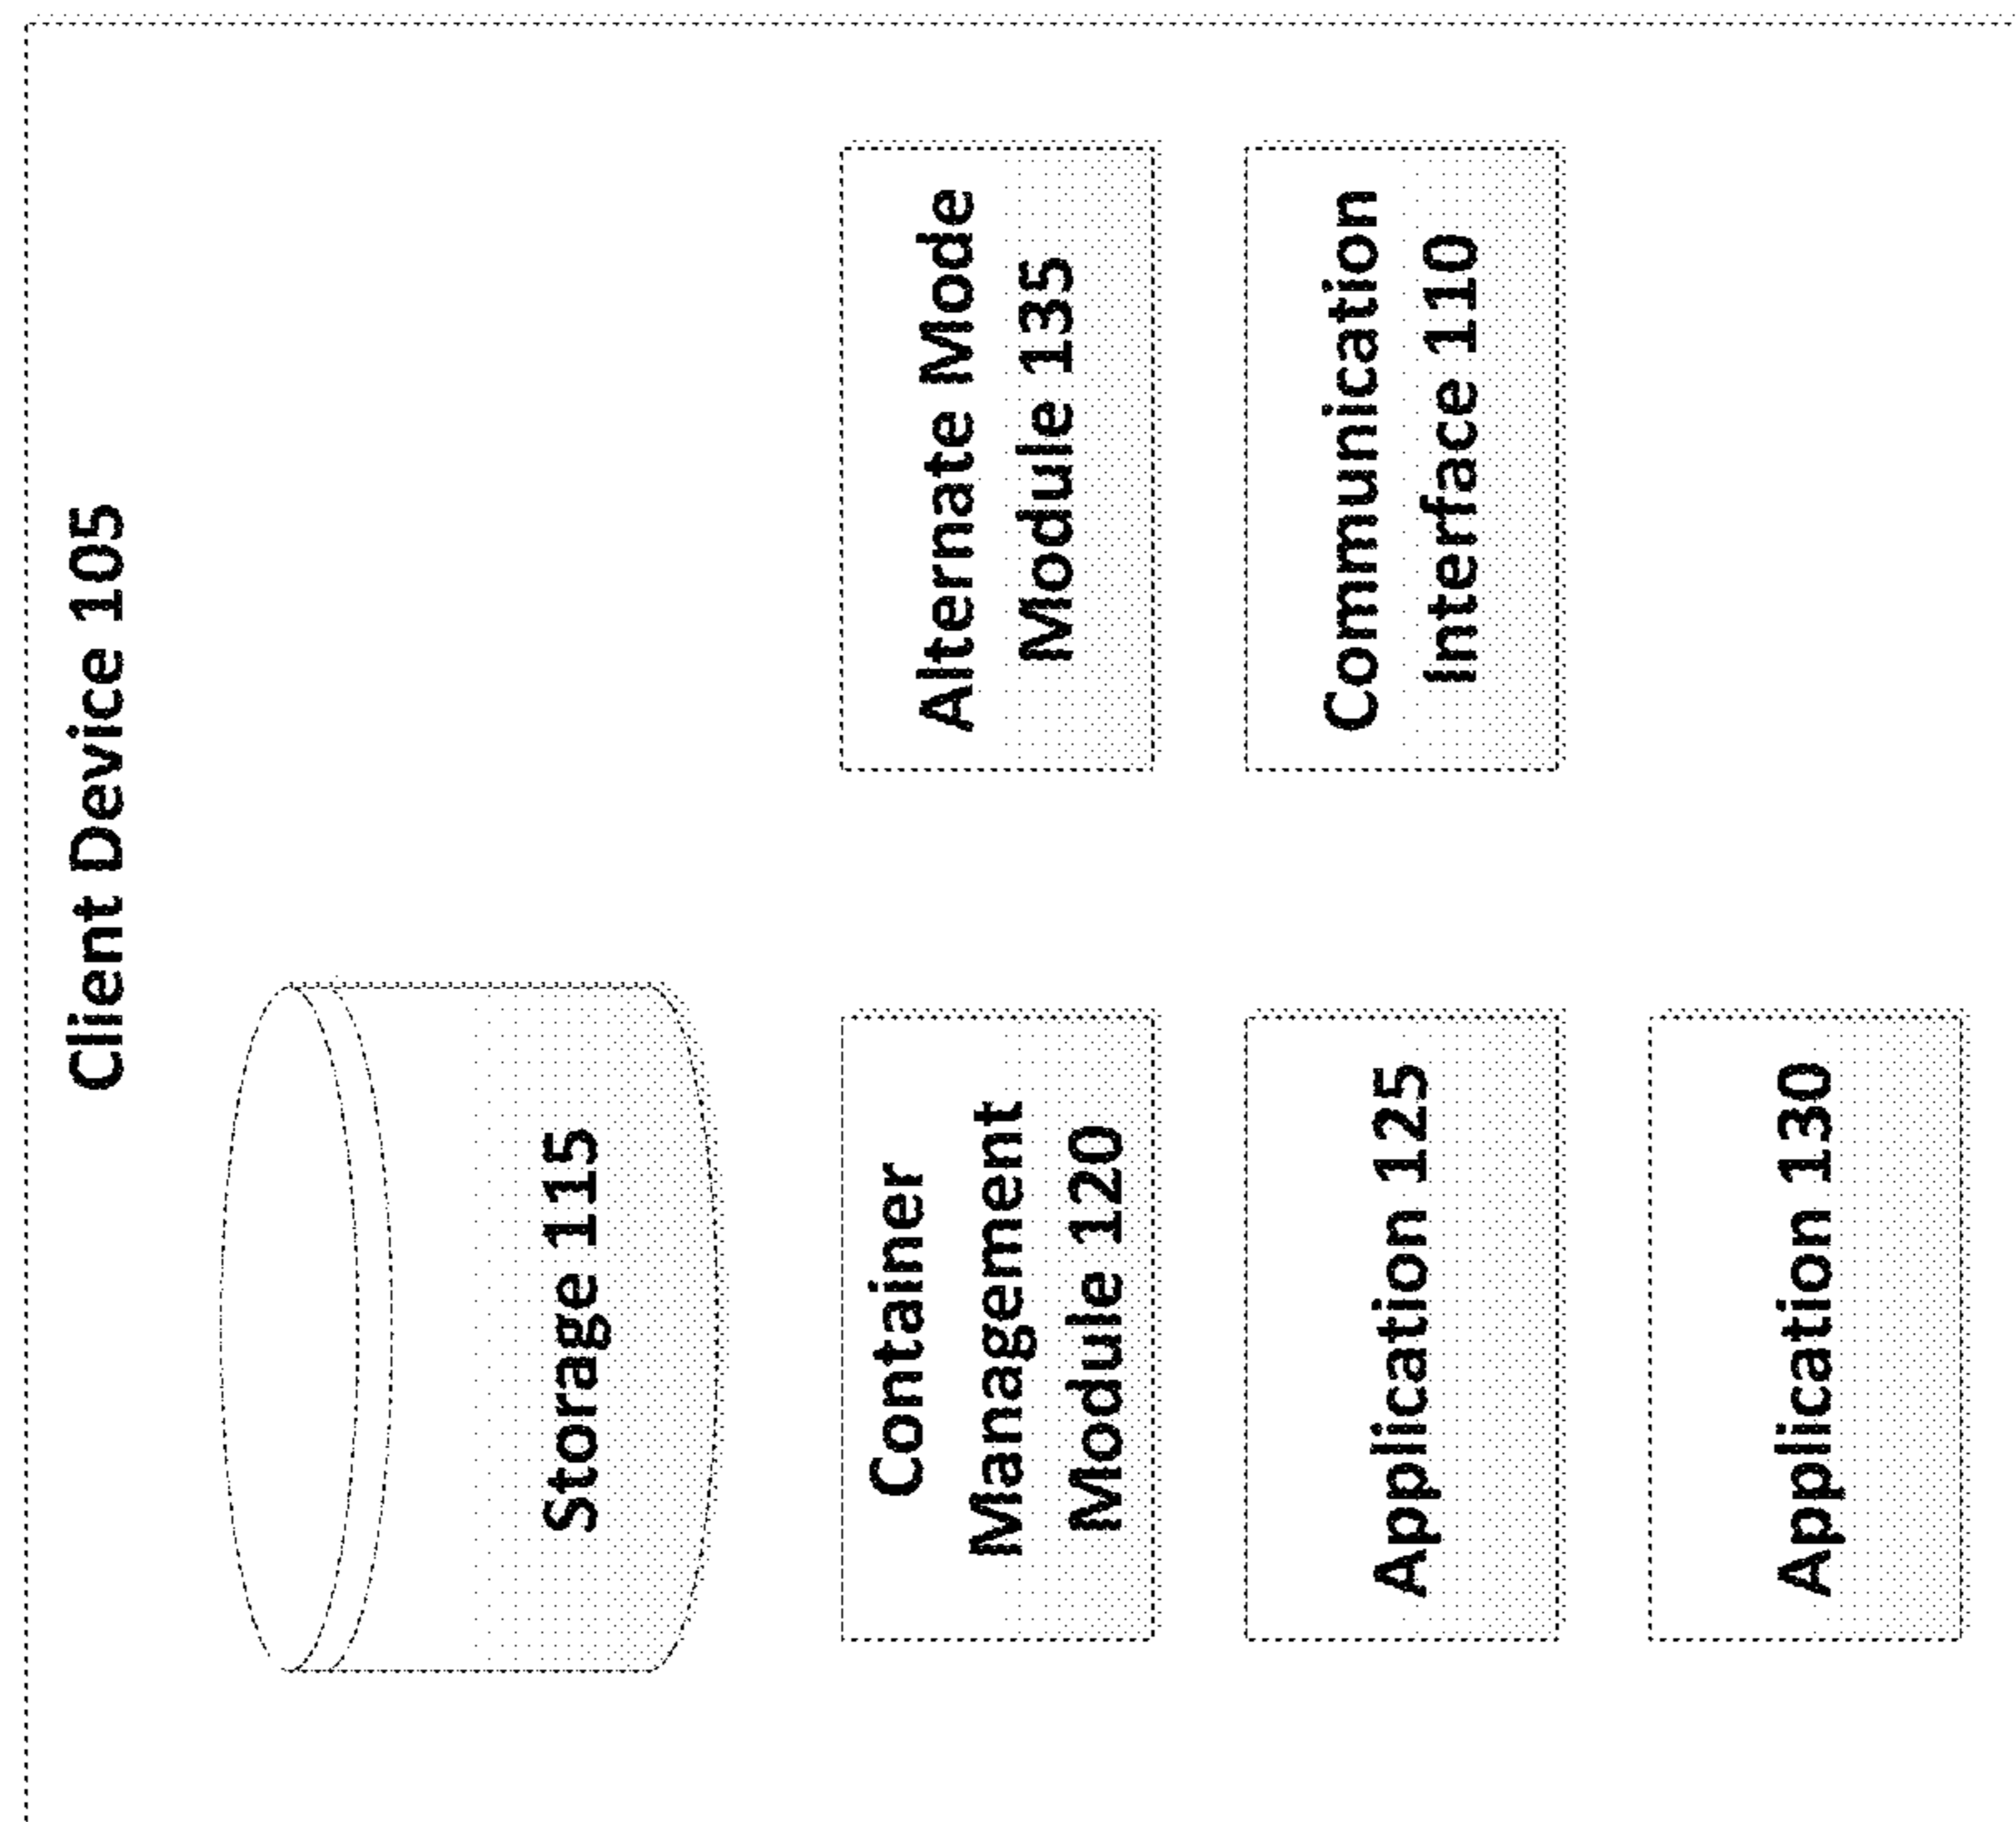 Client Device 105
Storage 115
Container
Management
Module 120
Alternate Mode
Module 135
Application 125
Communication
Interface 110
Application 130